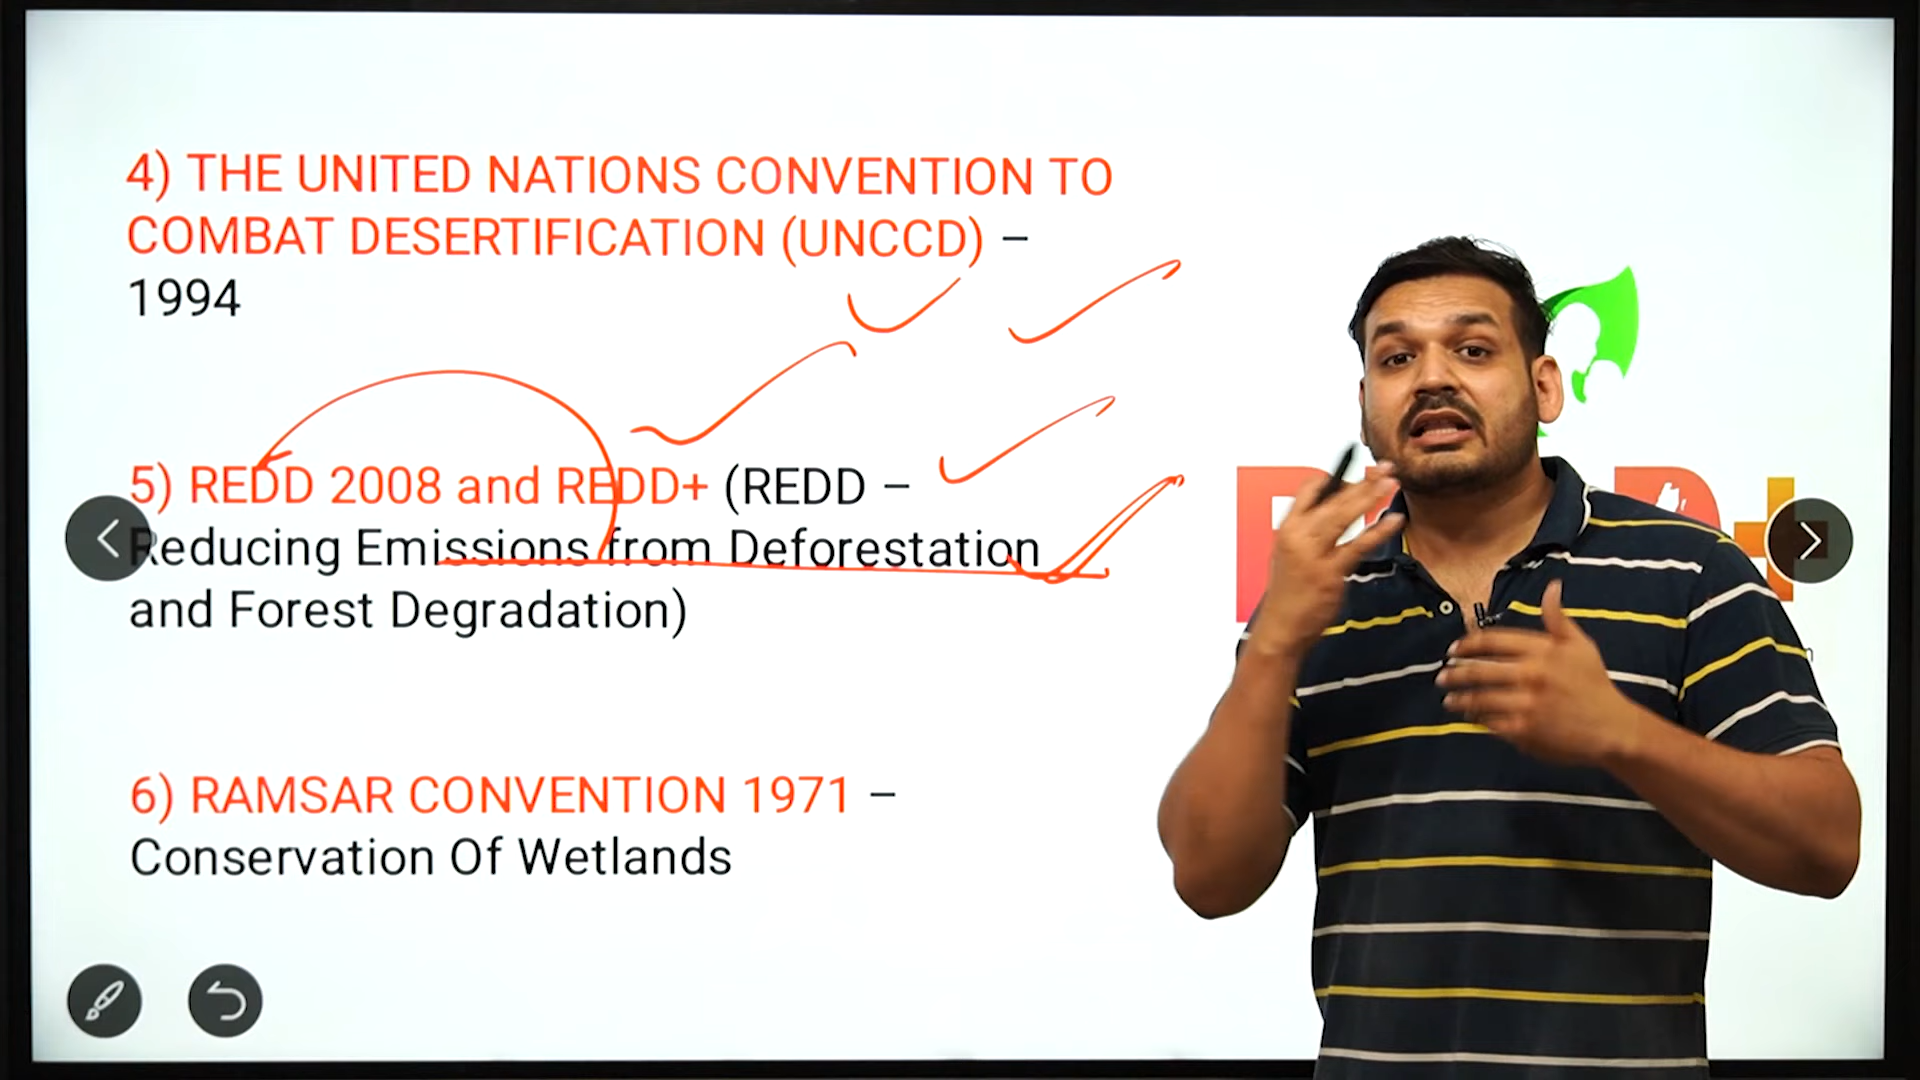 4) THE UNITED NATIONS CONVENTION TO
COMBAT DESERTIFICATION (UNCCD) –
1994
5) REDD 2008 and REDD+ (REDD –
Reducing Emissions from Deforestation
and Forest Degradation)
6) RAMSAR CONVENTION 1971 –
Conservation Of Wetlands